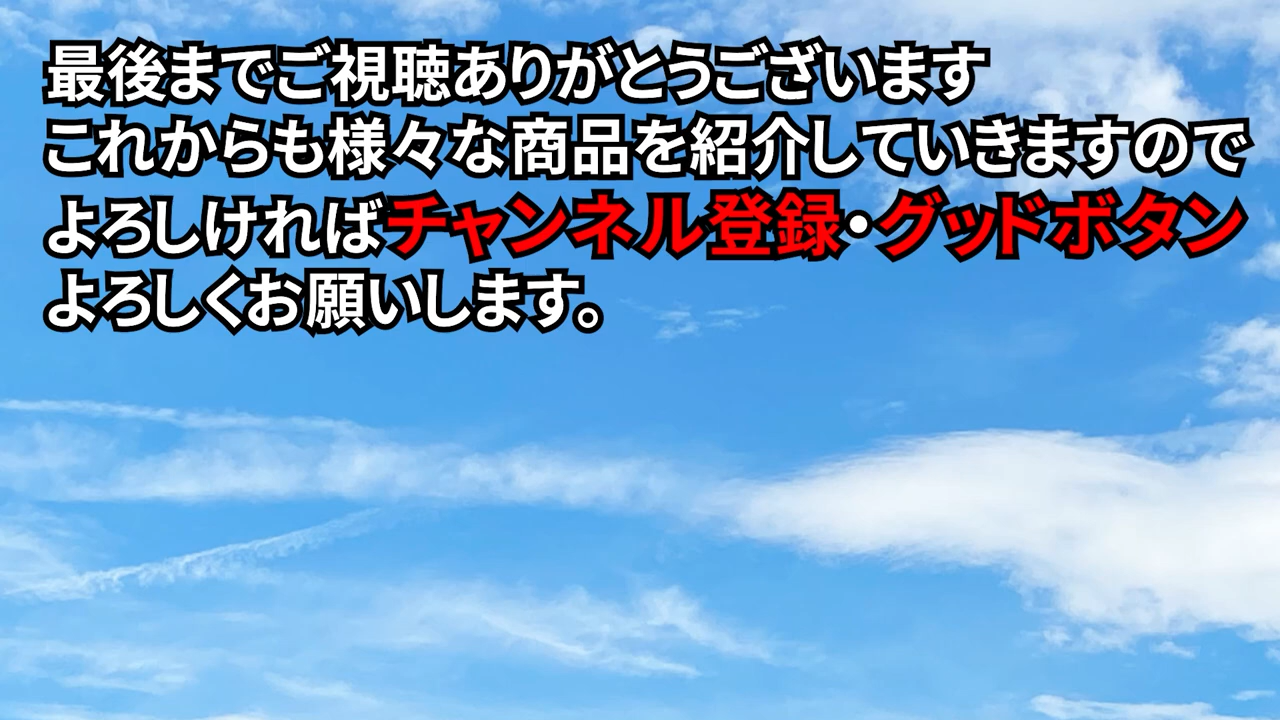 最後までご視聴ありがとうございます
これからも様々な商品を紹介していきますので
よろしければチャンネル登録・グッドボタン
よろしくお願いします。